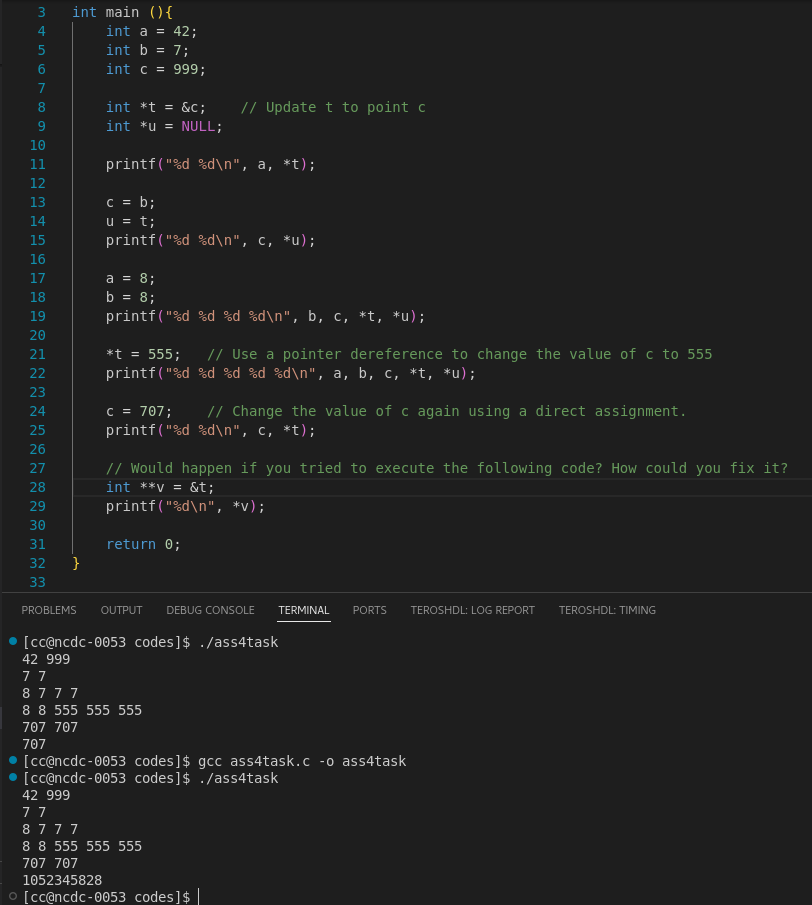 3 int main (){
4 int a = 42;
5 int b = 7;
6 int c = 999;
7
8 int *t = &c; // Update t to point c
9 int *u = NULL;
10
11 printf("%d %d\n", a, *t);
12
13 c = b;
14 u = t;
15 printf("%d %d\n", c, *u);
16
17 a = 8;
18 b = 8;
19 printf("%d %d %d %d\n", b, c, *t, *u);
20
21 *t = 555; // Use a pointer dereference to change the value of c to 555
22 printf("%d %d %d %d %d\n", a, b, c, *t, *u);
23
24 c = 707; // Change the value of c again using a direct assignment.
25 printf("%d %d\n", c, *t);
26
27 // Would happen if you tried to execute the following code? How could you fix it?
28 int **v = &t;
29 printf("%d\n", *v);
30
31 return 0;
32 }
33
PROBLEMS OUTPUT DEBUG CONSOLE TERMINAL PORTS TEROSHDL: LOG REPORT TEROSHDL: TIMING
[cc@ncdc-0053 codes]$ ./ass4task
42 999
7 7
8 7 7 7
8 8 555 555 555
707 707
707
[cc@ncdc-0053 codes]$ gcc ass4task.c -o ass4task
[cc@ncdc-0053 codes]$ ./ass4task
42 999
7 7
8 7 7 7
8 8 555 555 555
707 707
1052345828
[cc@ncdc-0053 codes]$